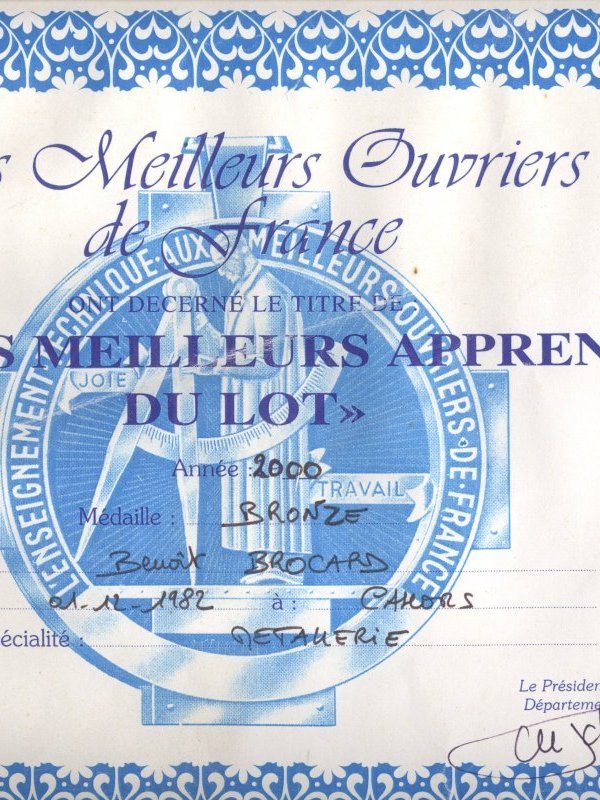 s Meilleurs Ouvriers
de France
L'ENSEIGNEMENT TECHNIQUE·AUX MEILLEURS OUVRIERS·DE·FRANCE
ONT DECERNÉ LE TITRE DE :
S MEILLEURS APPREN
DU LOT»
JOIE
Année : 2000
TRAVAIL
Médaille : BRONZE
Benoît BROCARD
01-12-1982 à : CAHORS
écialité : METALLERIE
Le Présiden
Départeme